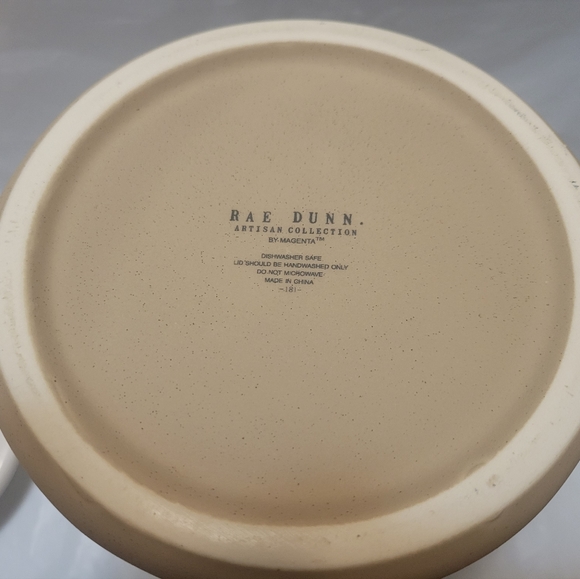 RAE DUNN.
ARTISAN COLLECTION
BY MAGENTA™
DISHWASHER SAFE
LID SHOULD BE HANDWASHED ONLY
DO NOT MICROWAVE
MADE IN CHINA
-181-